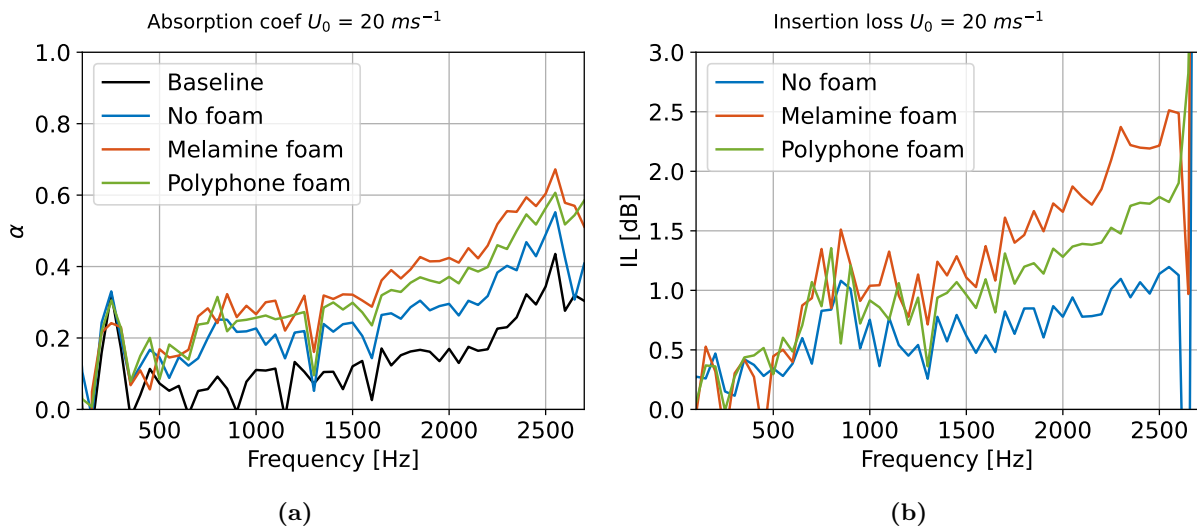 Absorption coef U₀ = 20 ms⁻¹
1.0
0.8
0.6
0.4
0.2
0.0
α
Baseline
No foam
Melamine foam
Polyphone foam
500 1000 1500 2000 2500
Frequency [Hz]
(a)
Insertion loss U₀ = 20 ms⁻¹
3.0
2.5
2.0
1.5
1.0
0.5
0.0
IL [dB]
No foam
Melamine foam
Polyphone foam
500 1000 1500 2000 2500
Frequency [Hz]
(b)